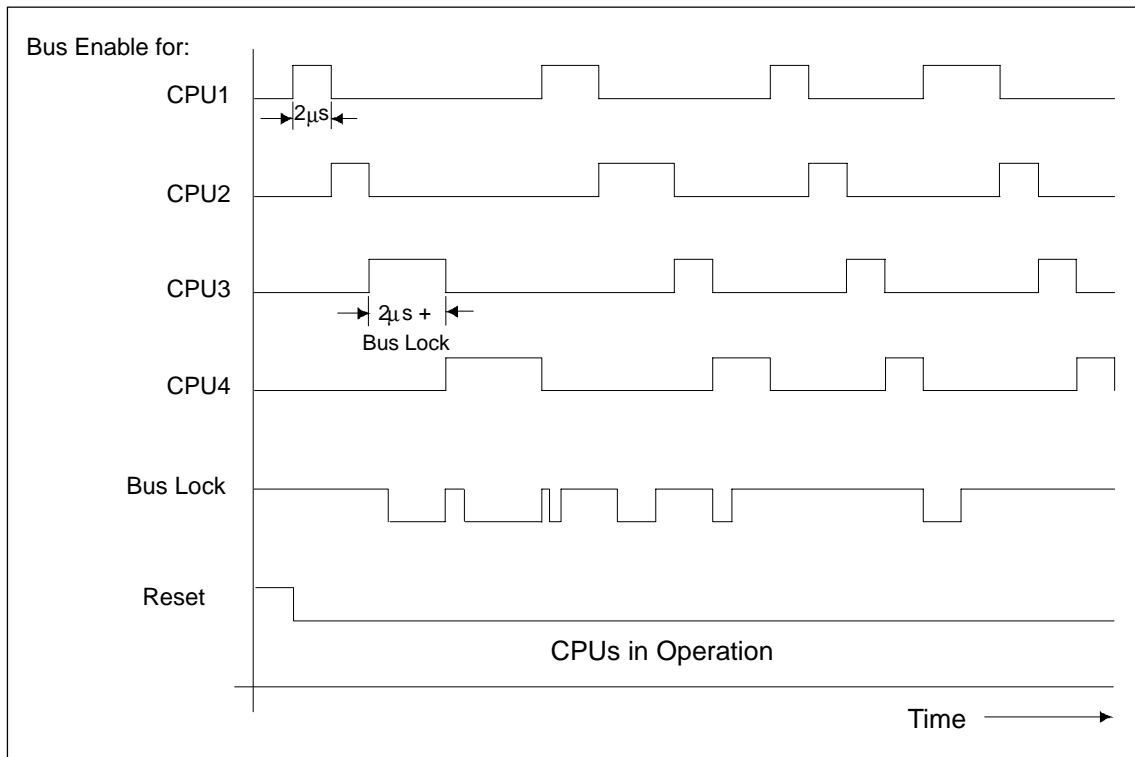 Bus Enable for:
CPU1
2μs
CPU2
CPU3
2μs +
Bus Lock
CPU4
Bus Lock
Reset
CPUs in Operation
Time